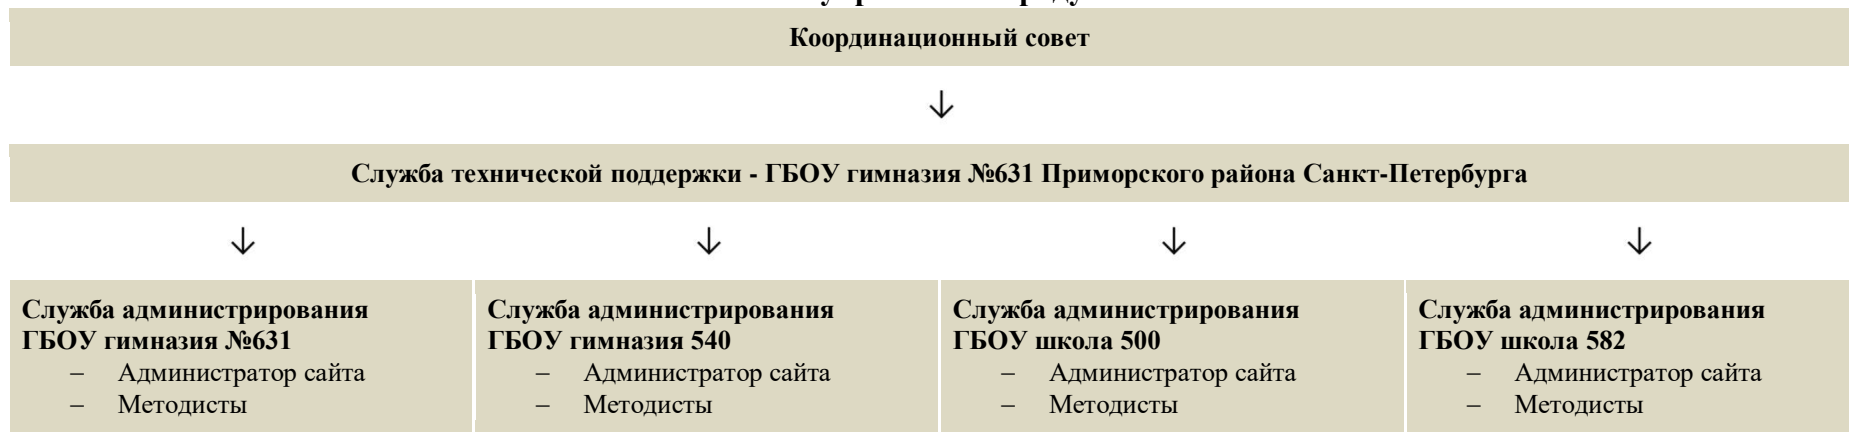 Координационный совет
↓
Служба технической поддержки - ГБОУ гимназия №631 Приморского района Санкт-Петербурга
↓ ↓ ↓ ↓
Служба администрирования
ГБОУ гимназия №631
– Администратор сайта
– Методисты
Служба администрирования
ГБОУ гимназия 540
– Администратор сайта
– Методисты
Служба администрирования
ГБОУ школа 500
– Администратор сайта
– Методисты
Служба администрирования
ГБОУ школа 582
– Администратор сайта
– Методисты